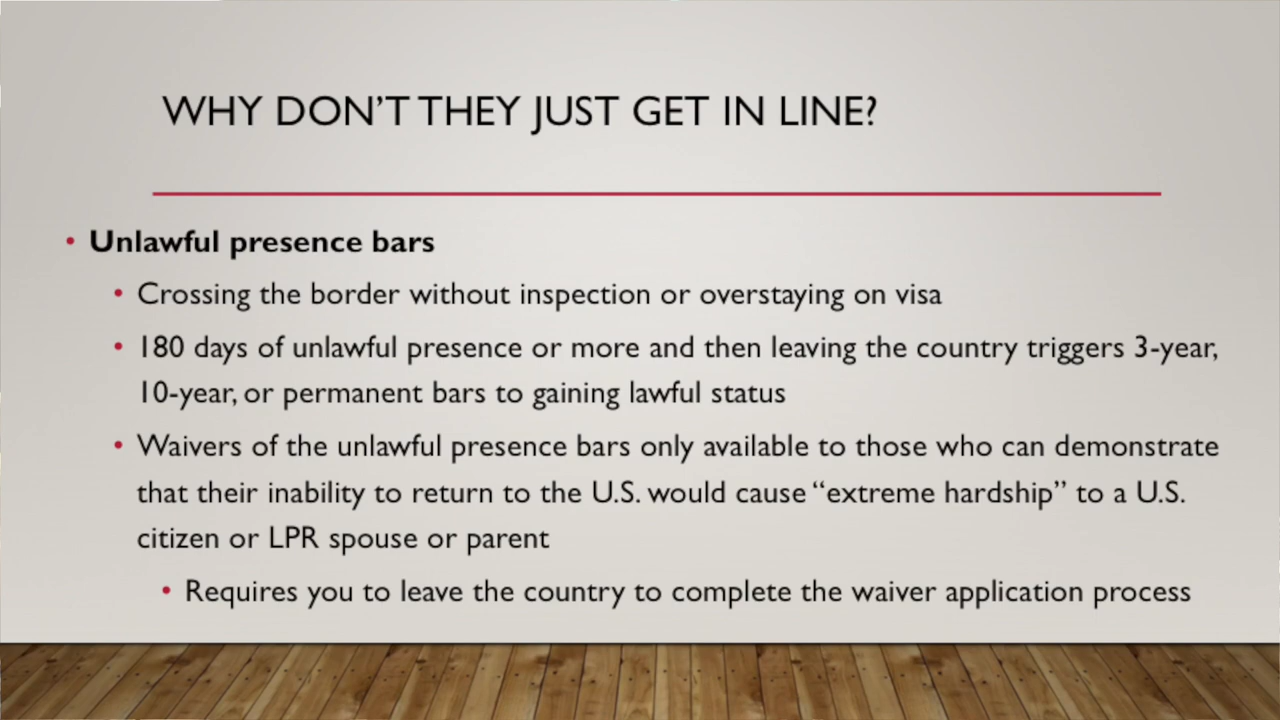 WHY DON'T THEY JUST GET IN LINE?
• Unlawful presence bars
• Crossing the border without inspection or overstaying on visa
• 180 days of unlawful presence or more and then leaving the country triggers 3-year,
10-year, or permanent bars to gaining lawful status
• Waivers of the unlawful presence bars only available to those who can demonstrate
that their inability to return to the U.S. would cause “extreme hardship” to a U.S.
citizen or LPR spouse or parent
• Requires you to leave the country to complete the waiver application process